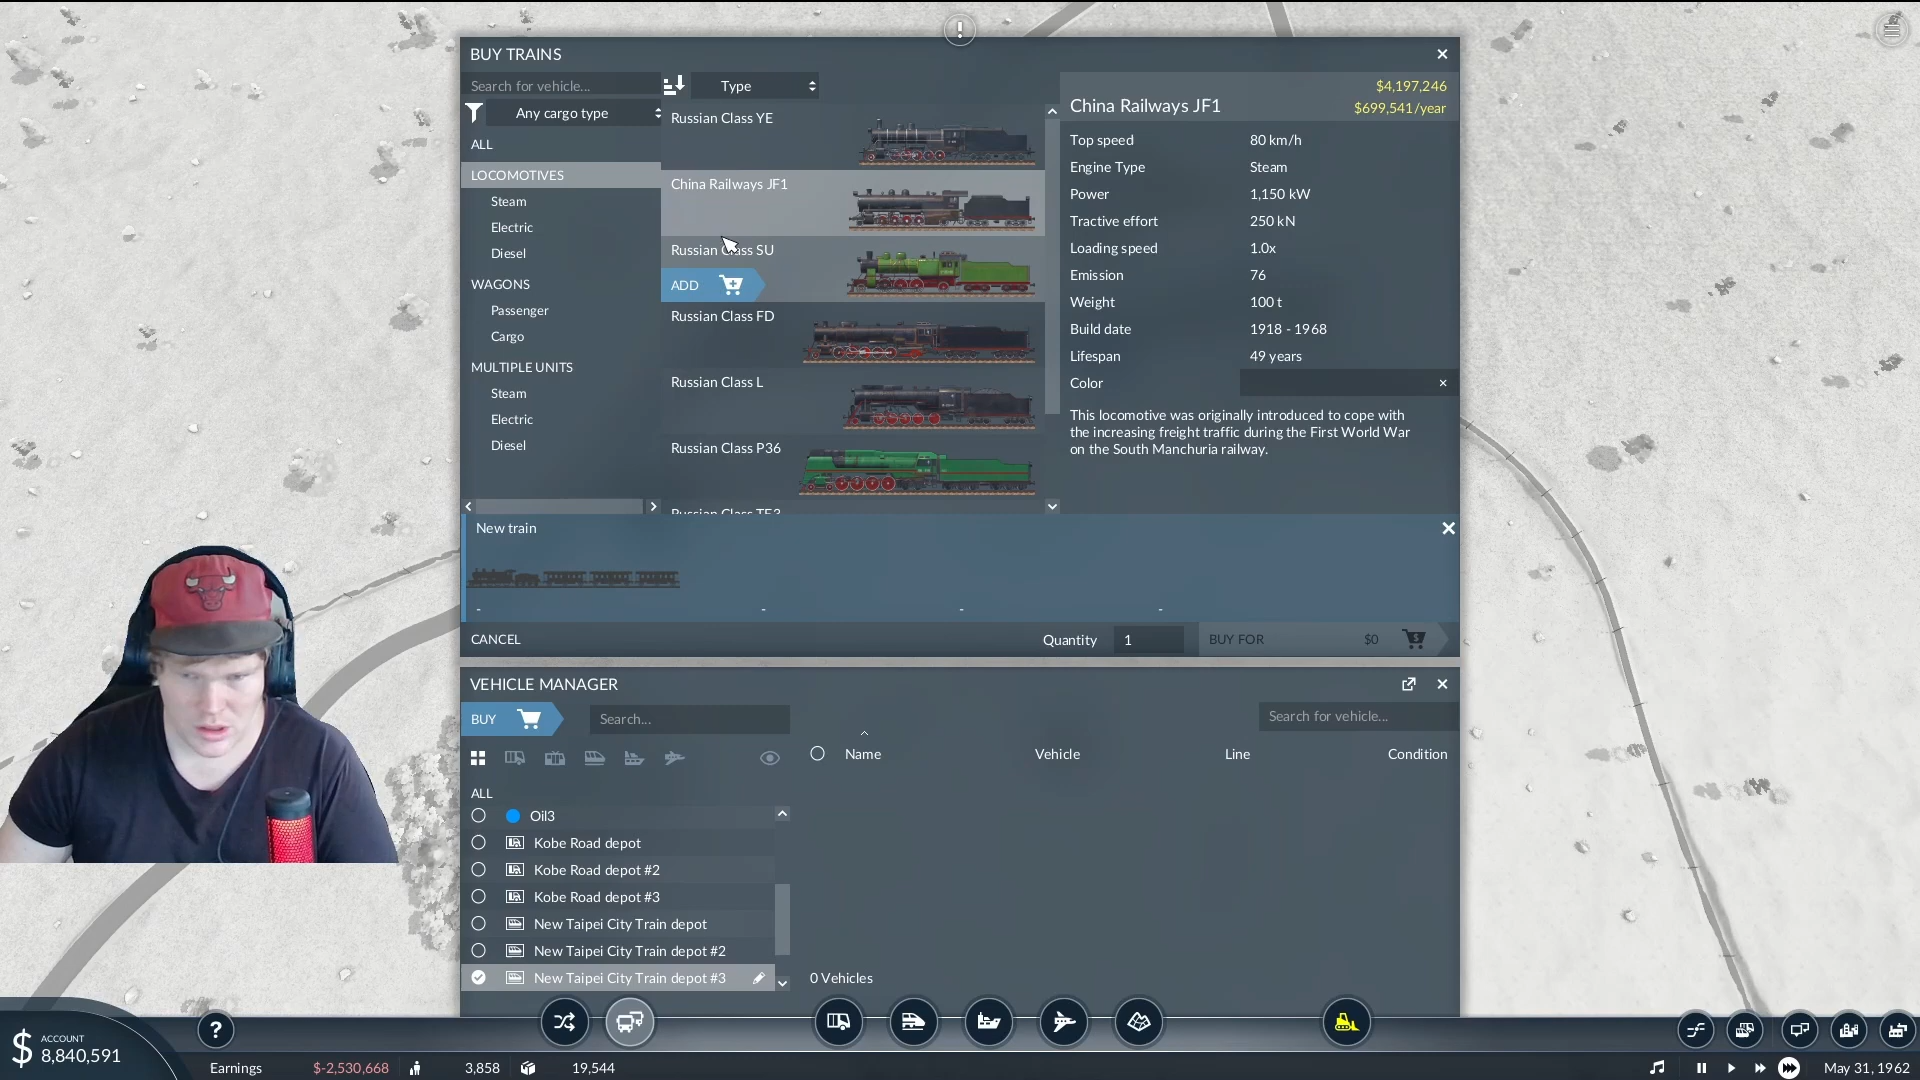 BUY TRAINS
Search for vehicle...
Type
Any cargo type
ALL
LOCOMOTIVES
Steam
Electric
Diesel
WAGONS
Passenger
Cargo
MULTIPLE UNITS
Steam
Electric
Diesel
Russian Class YE
China Railways JF1
Russian Class SU
ADD
Russian Class FD
Russian Class L
Russian Class P36
Russian Class TE3
$4,197,246
China Railways JF1
$699,541/year
Top speed 80 km/h
Engine Type Steam
Power 1,150 kW
Tractive effort 250 kN
Loading speed 1.0x
Emission 76
Weight 100 t
Build date 1918 - 1968
Lifespan 49 years
Color
This locomotive was originally introduced to cope with
the increasing freight traffic during the First World War
on the South Manchuria railway.
New train
- - - -
CANCEL
Quantity 1
BUY FOR $0
VEHICLE MANAGER
BUY
Search...
Search for vehicle...
Name Vehicle Line Condition
ALL
Oil3
Kobe Road depot
Kobe Road depot #2
Kobe Road depot #3
New Taipei City Train depot
New Taipei City Train depot #2
New Taipei City Train depot #3
0 Vehicles
$ ACCOUNT
8,840,591
?
Earnings $-2,530,668 3,858 19,544
May 31, 1962